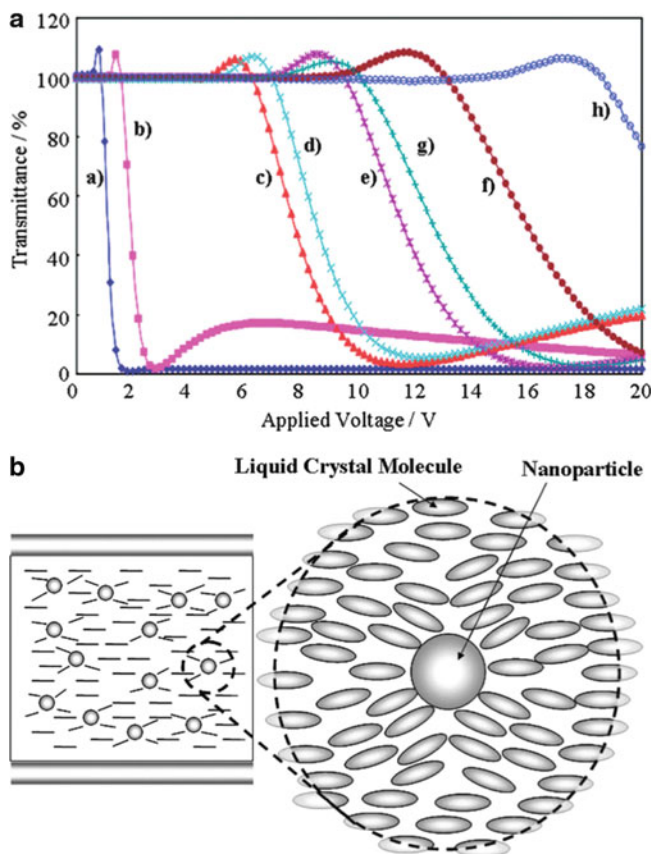 a
120
100
80
60
40
20
0
Transmittance / %
a)
b)
c)
d)
e)
g)
f)
h)
0 2 4 6 8 10 12 14 16 18 20
Applied Voltage / V
b
Liquid Crystal Molecule
Nanoparticle